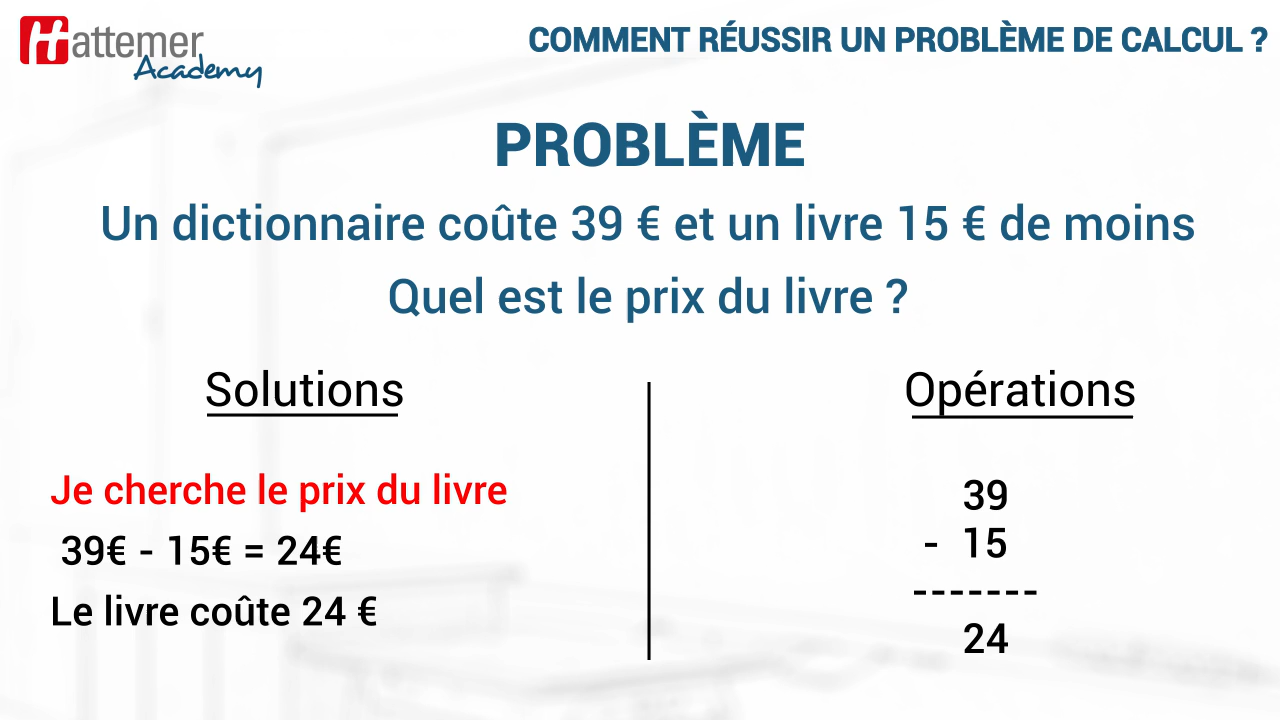 Hattemer
Academy
COMMENT RÉUSSIR UN PROBLÈME DE CALCUL ?
PROBLÈME
Un dictionnaire coûte 39 € et un livre 15 € de moins
Quel est le prix du livre ?
Solutions
Je cherche le prix du livre
39€ - 15€ = 24€
Le livre coûte 24 €
Opérations
39
- 15
-------
24